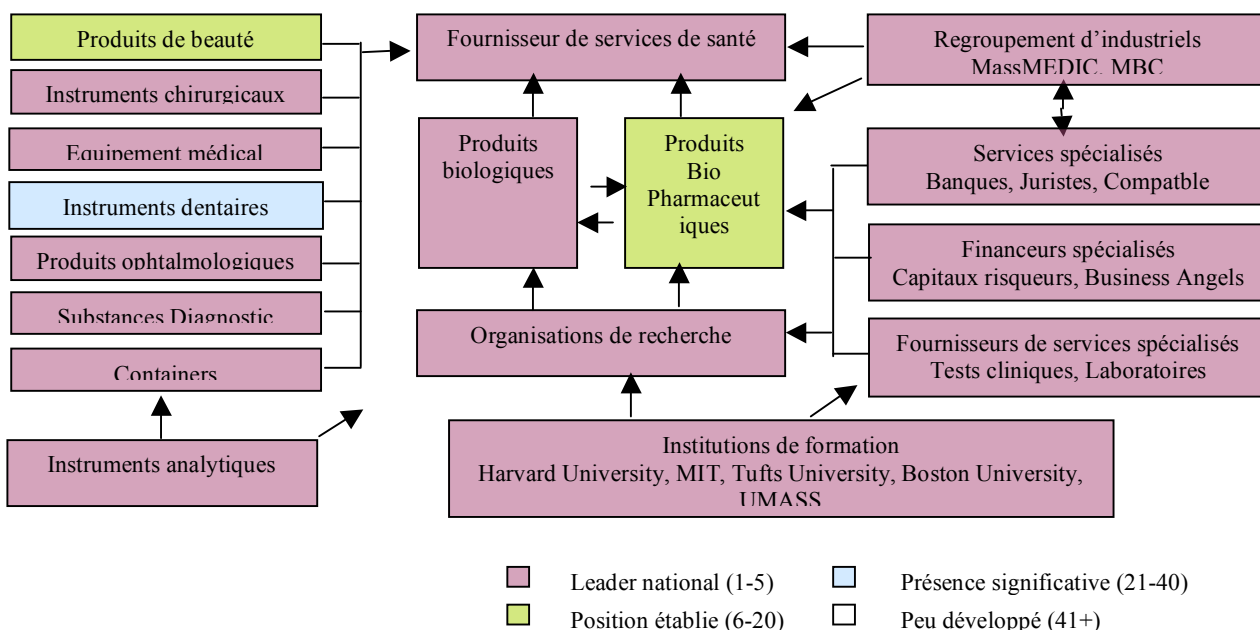 Produits de beauté
Instruments chirurgicaux
Equipement médical
Instruments dentaires
Produits ophtalmologiques
Substances Diagnostic
Containers
Instruments analytiques
Fournisseur de services de santé
Produits
biologiques
Produits
Bio
Pharmaceut
iques
Organisations de recherche
Institutions de formation
Harvard University, MIT, Tufts University, Boston University,
UMASS
Regroupement d’industriels
MassMEDIC, MBC
Services spécialisés
Banques, Juristes, Compatble
Financeurs spécialisés
Capitaux risqueurs, Business Angels
Fournisseurs de services spécialisés
Tests cliniques, Laboratoires
Leader national (1-5)
Position établie (6-20)
Présence significative (21-40)
Peu développé (41+)